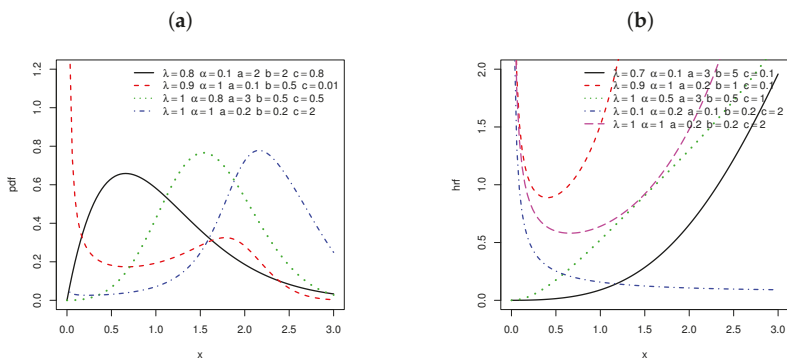 (a)
(b)
λ=0.8 α=0.1 a=2 b=2 c=0.8
λ=0.9 α=1 a=0.1 b=0.5 c=0.01
λ=1 α=0.8 a=3 b=0.5 c=0.5
λ=1 α=1 a=0.2 b=0.2 c=2
pdf
1.2
1.0
0.8
0.6
0.4
0.2
0.0
0.0 0.5 1.0 1.5 2.0 2.5 3.0
x
λ=0.7 α=0.1 a=3 b=5 c=0.1
λ=0.9 α=1 a=0.2 b=1 c=0.1
λ=1 α=0.5 a=3 b=0.5 c=1
λ=0.1 α=0.2 a=0.1 b=0.2 c=2
λ=1 α=1 a=0.2 b=0.2 c=2
hrf
2.0
1.5
1.0
0.5
0.0
0.0 0.5 1.0 1.5 2.0 2.5 3.0
x